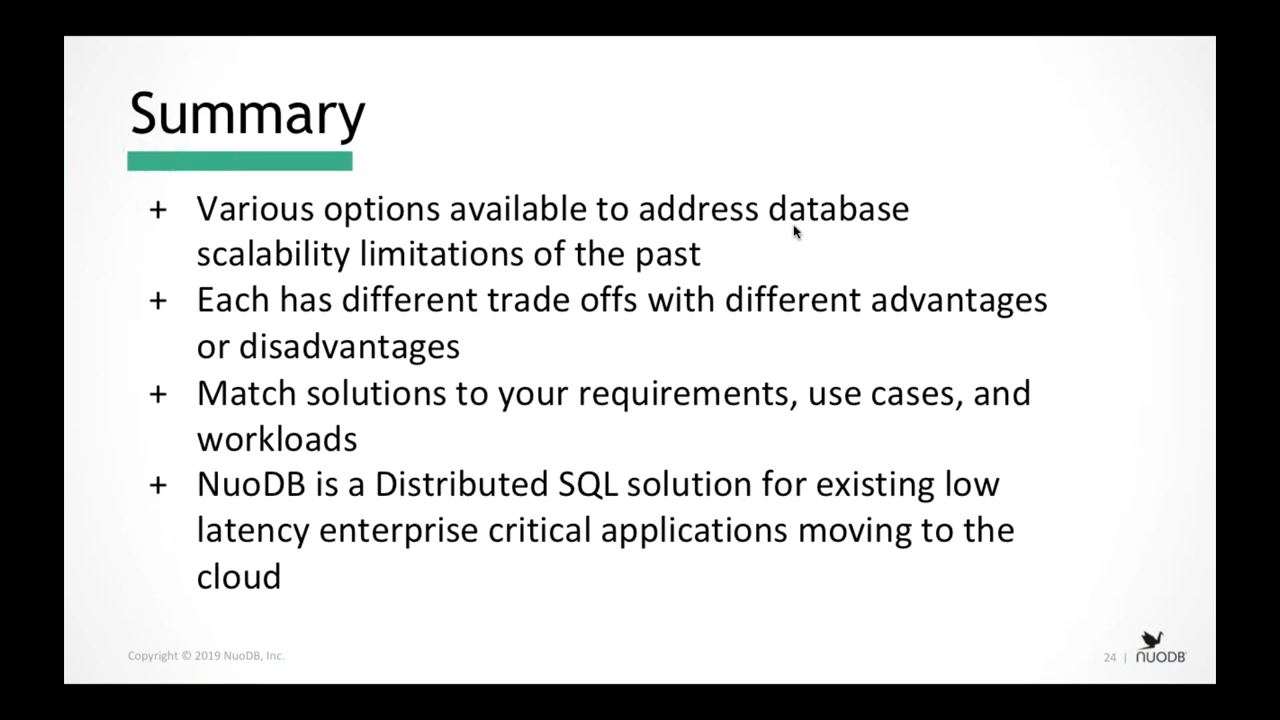 Summary
+ Various options available to address database
scalability limitations of the past
+ Each has different trade offs with different advantages
or disadvantages
+ Match solutions to your requirements, use cases, and
workloads
+ NuoDB is a Distributed SQL solution for existing low
latency enterprise critical applications moving to the
cloud
Copyright © 2019 NuoDB, Inc.
24 | NUODB